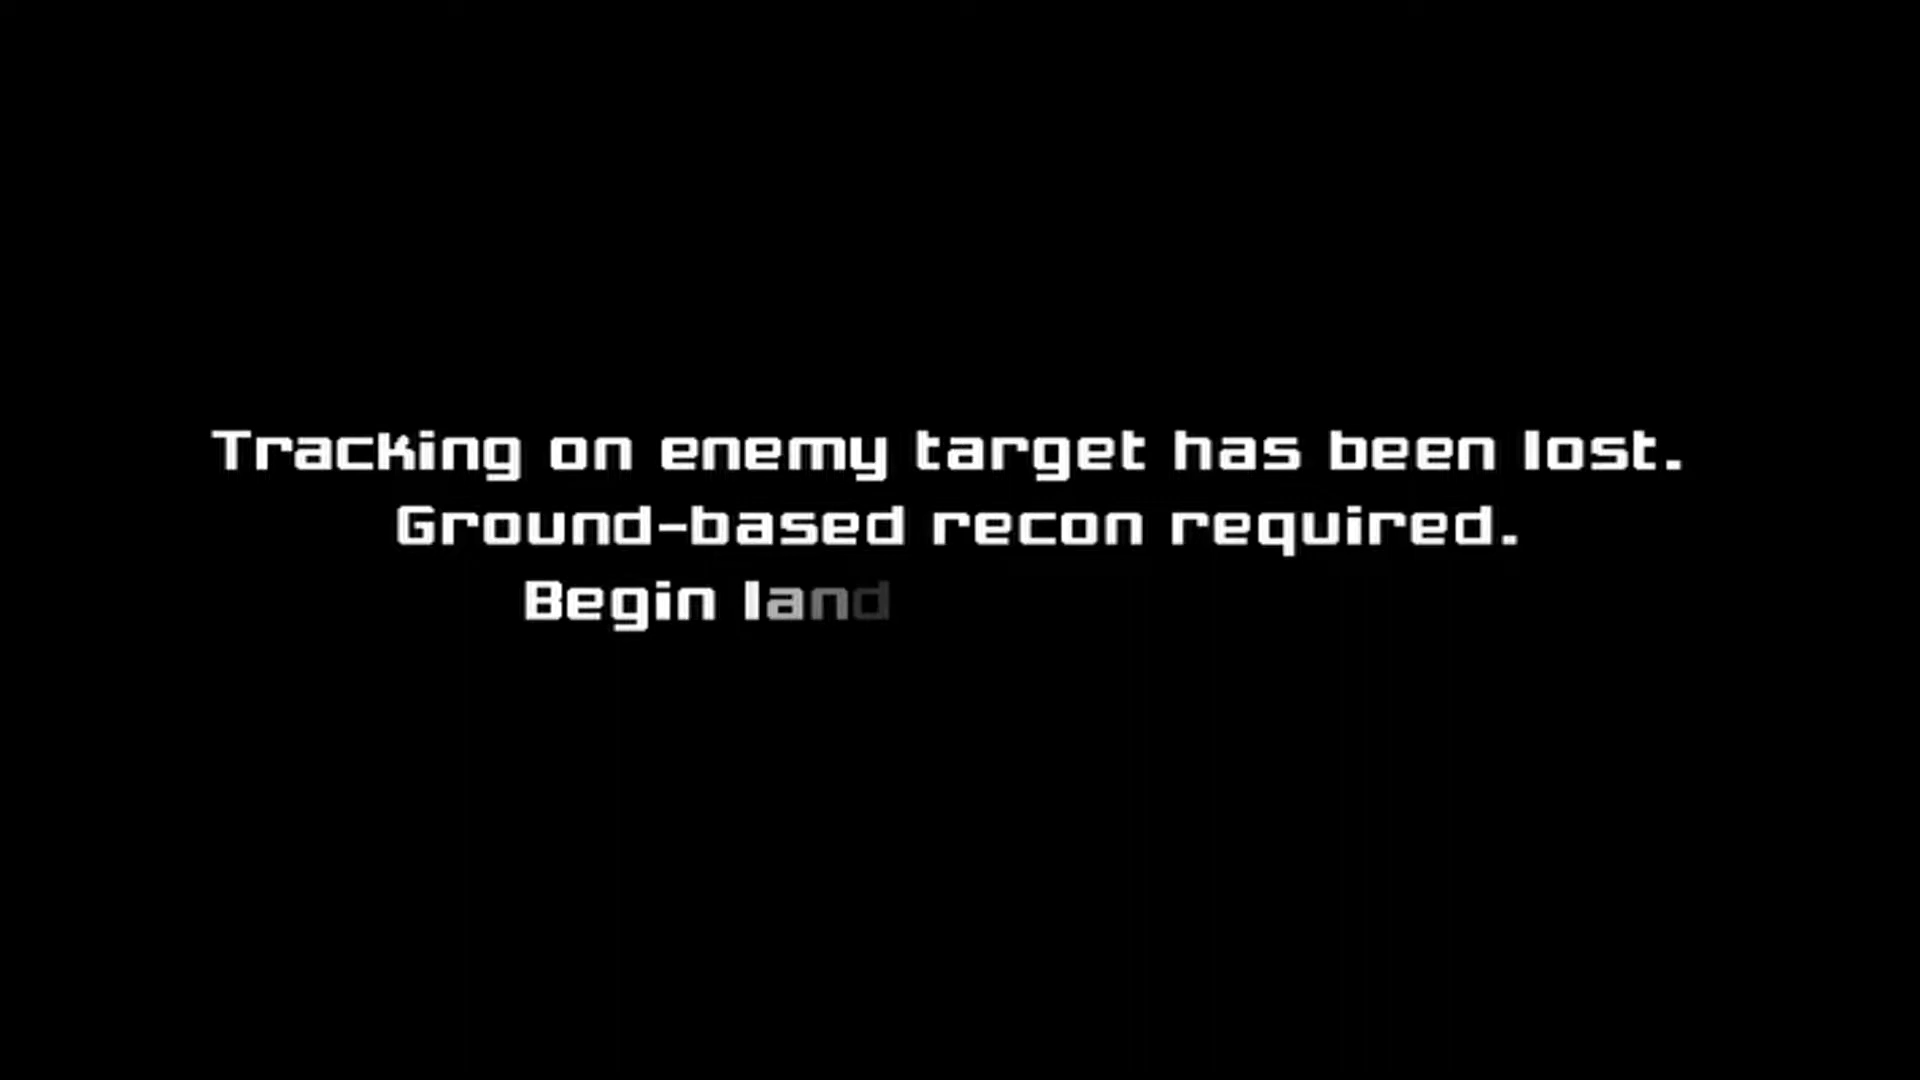 Tracking on enemy target has been lost.
Ground-based recon required.
Begin land